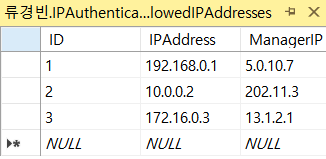 류경빈.IPAuthentica...lowedIPAddresses
ID IPAddress ManagerIP
1 192.168.0.1 5.0.10.7
2 10.0.0.2 202.11.3
3 172.16.0.3 13.1.2.1
NULL NULL NULL